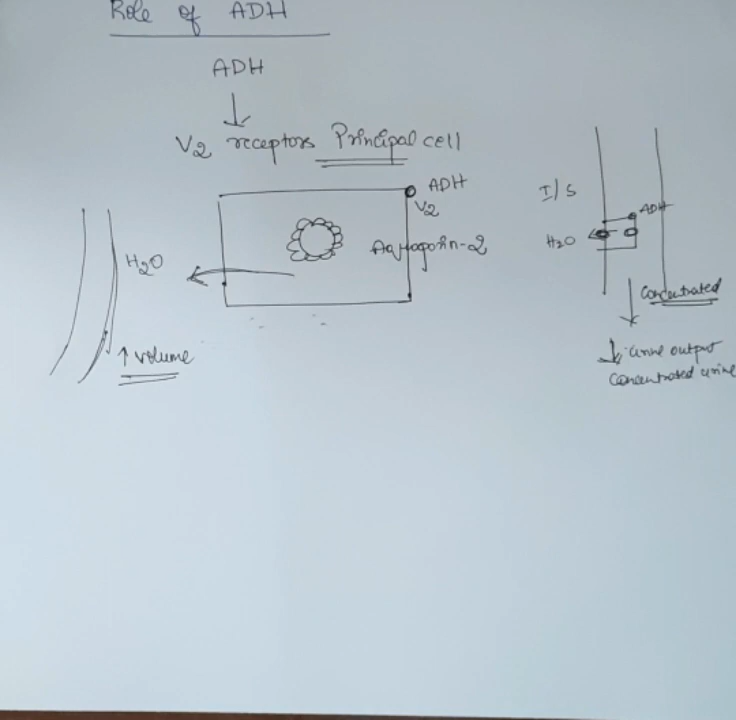 Role of ADH
ADH
↓
V2 receptors Principal cell
ADH
V2
Aquaporin-2
H2O
↑ volume
I/S
ADH
H2O
Concentrated
↓ urine output
Concentrated urine